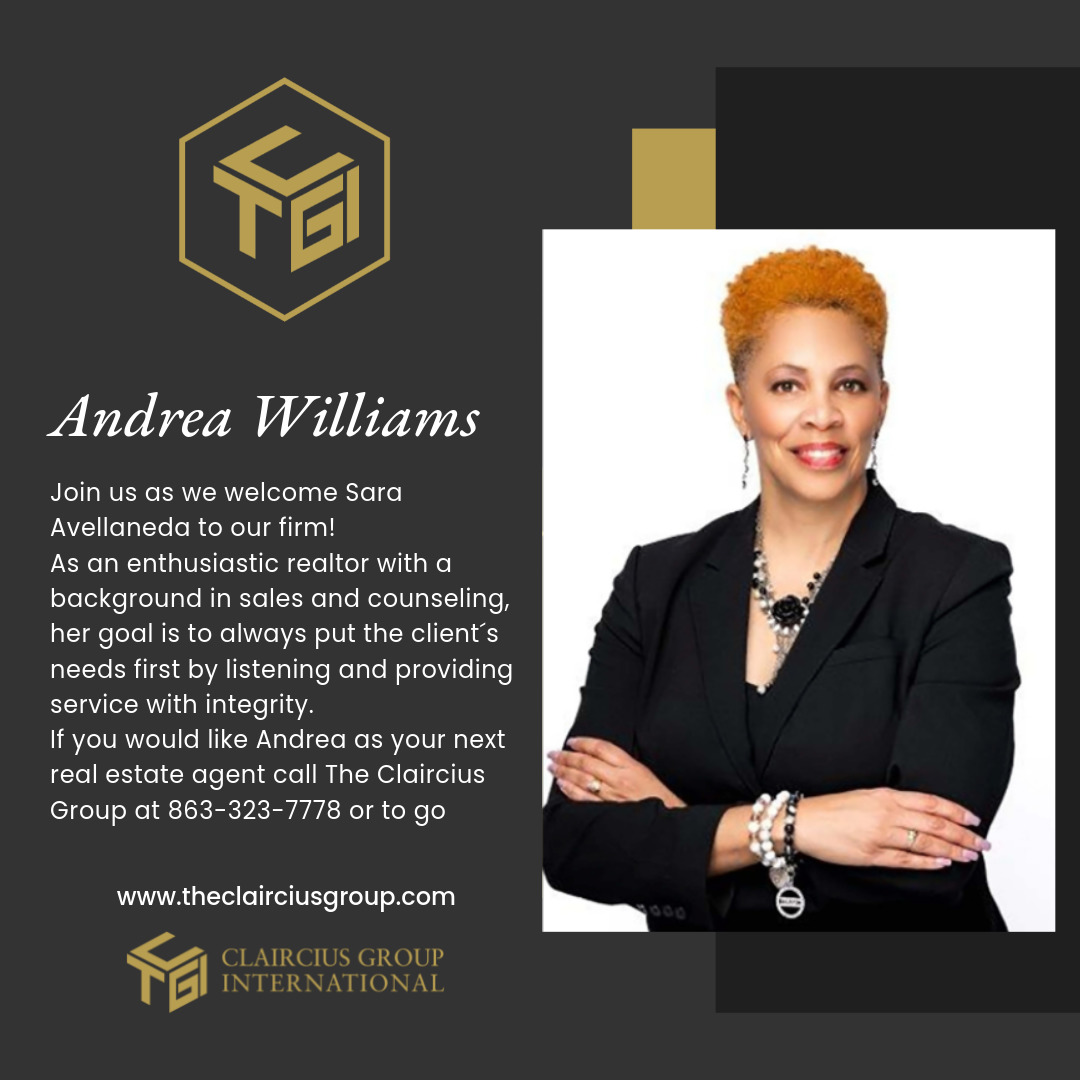 CTGI
Andrea Williams
Join us as we welcome Sara
Avellaneda to our firm!
As an enthusiastic realtor with a
background in sales and counseling,
her goal is to always put the client´s
needs first by listening and providing
service with integrity.
If you would like Andrea as your next
real estate agent call The Claircius
Group at 863-323-7778 or to go
www.theclairciusgroup.com
CTGI
CLAIRCIUS GROUP
INTERNATIONAL